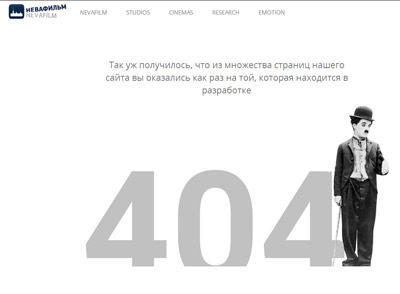 НЕВАФИЛЬМ
NEVAFILM
NEVAFILM STUDIOS CINEMAS RESEARCH EMOTION
Так уж получилось, что из множества страниц нашего
сайта вы оказались как раз на той, которая находится в
разработке
404